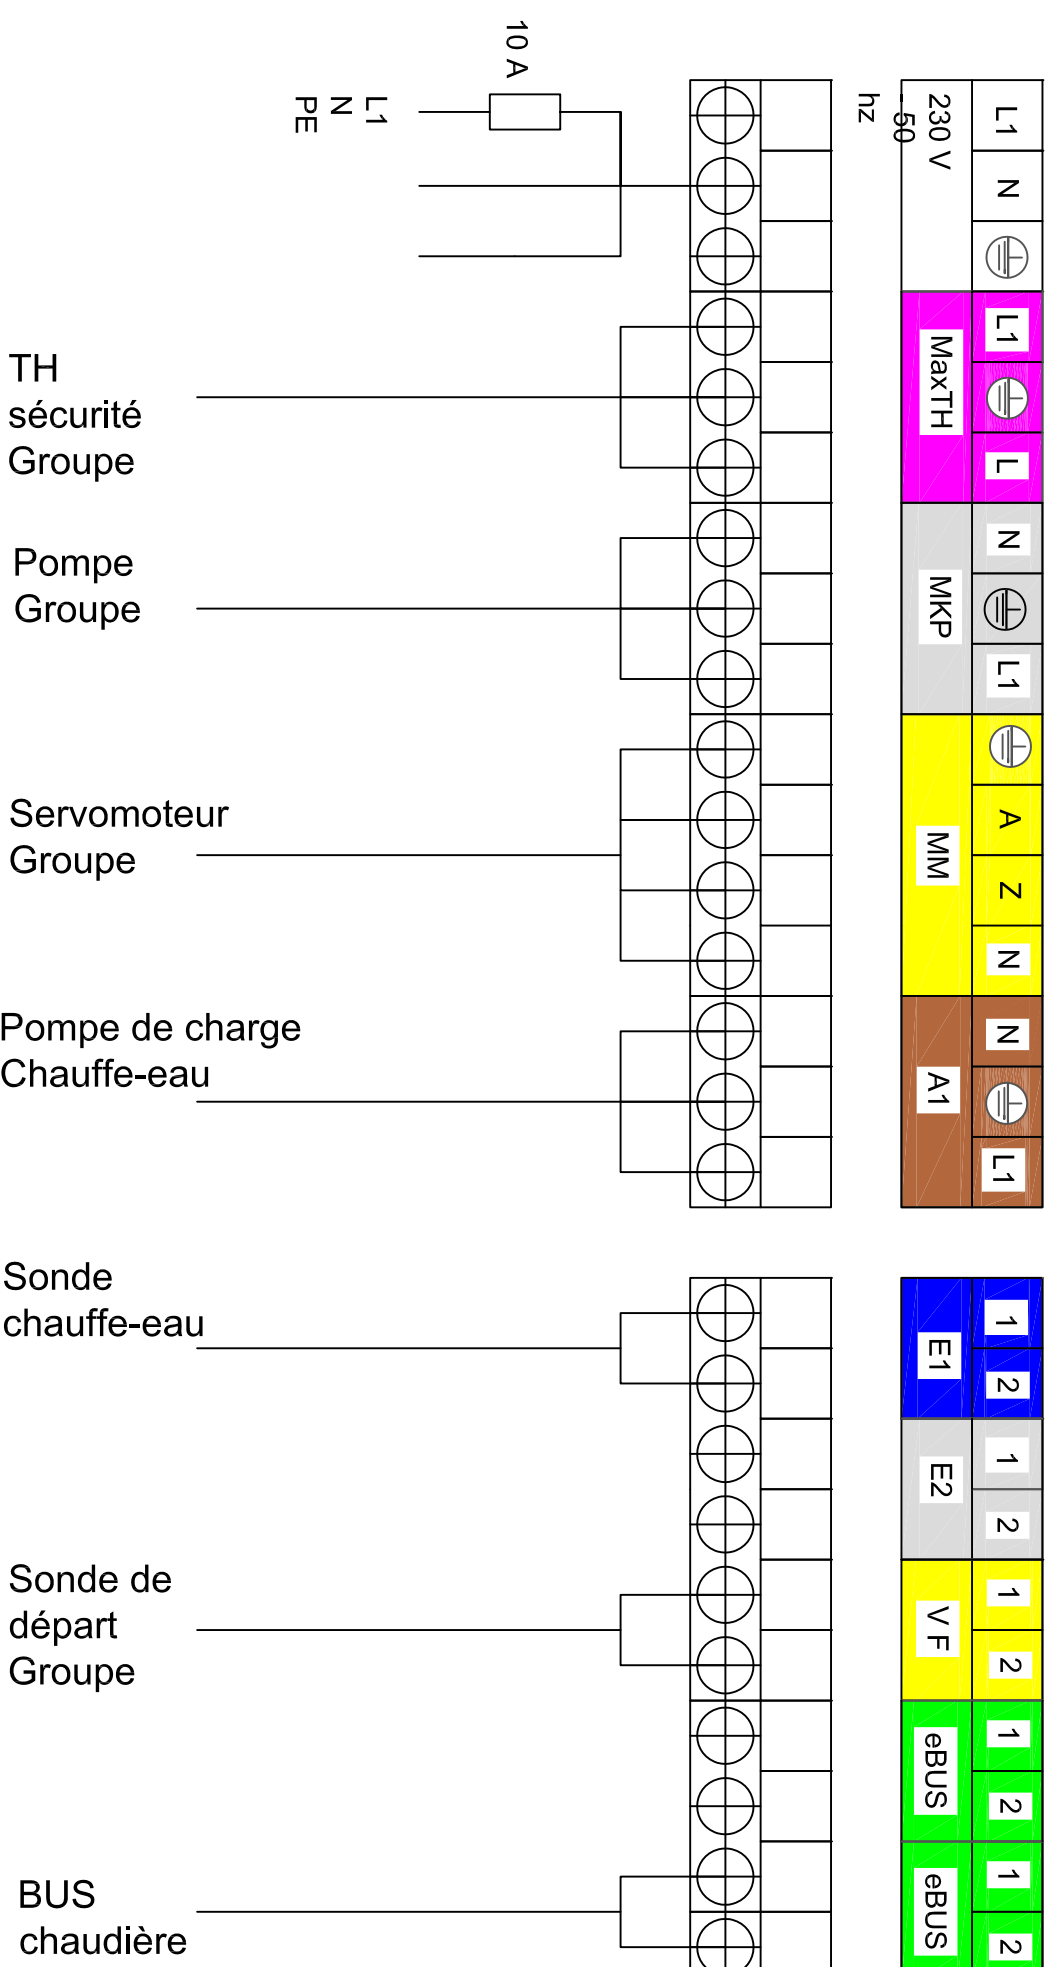 10 A
L1
N
PE
230 V
- 50
hz
L1
N
TH
sécurité
Groupe
MaxTH
L1
L
Pompe
Groupe
MKP
N
L1
Servomoteur
Groupe
MM
A
Z
N
Pompe de charge
Chauffe-eau
A1
N
L1
Sonde
chauffe-eau
E1
1
2
E2
1
2
Sonde de
départ
Groupe
V F
1
2
eBUS
1
2
BUS
chaudière
eBUS
1
2